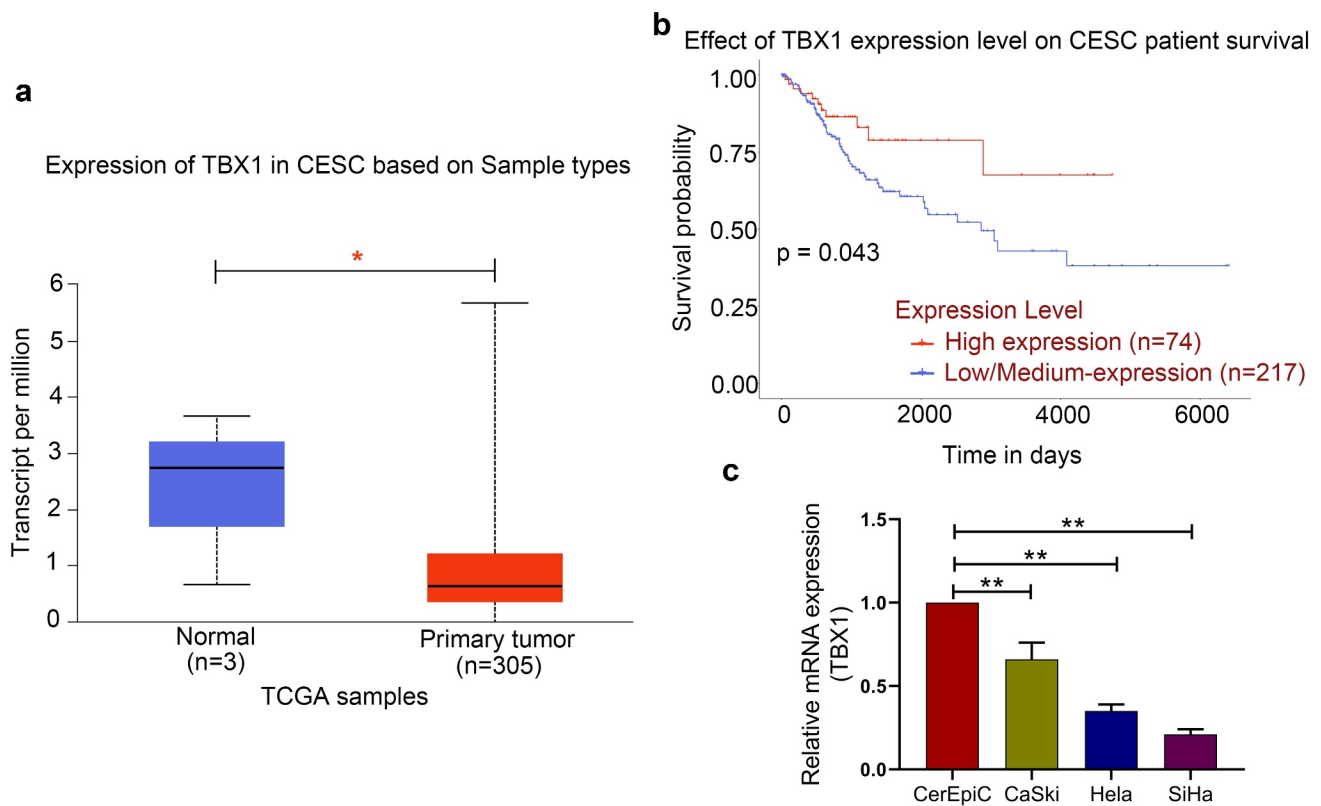 a
Expression of TBX1 in CESC based on Sample types
*
Transcript per million
6
5
4
3
2
1
0
Normal
(n=3)
Primary tumor
(n=305)
TCGA samples
b
Effect of TBX1 expression level on CESC patient survival
Survival probability
1.00
0.75
0.50
0.25
0.00
p = 0.043
Expression Level
High expression (n=74)
Low/Medium-expression (n=217)
0 2000 4000 6000
Time in days
c
Relative mRNA expression
(TBX1)
1.5
1.0
0.5
0.0
**
**
**
CerEpiC CaSki Hela SiHa